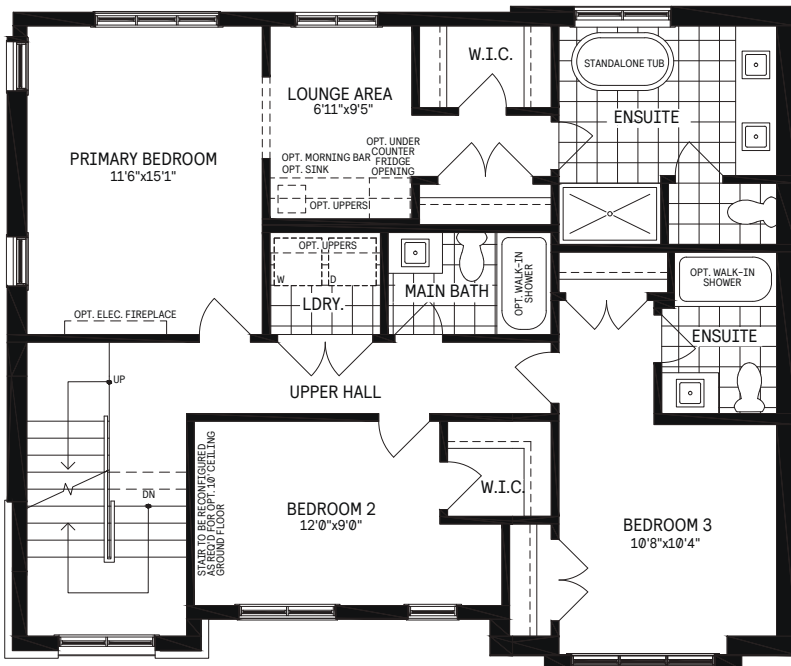 W.I.C.
STANDALONE TUB
LOUNGE AREA
6'11"x9'5"
ENSUITE
PRIMARY BEDROOM
11'6"x15'1"
OPT. MORNING BAR
OPT. SINK
OPT. UNDER
COUNTER
FRIDGE
OPENING
OPT. UPPERS
OPT. UPPERS
W
D
LDRY.
MAIN BATH
OPT. WALK-IN
SHOWER
OPT. WALK-IN
SHOWER
ENSUITE
OPT. ELEC. FIREPLACE
UP
UPPER HALL
STAIR TO BE RECONFIGURED
AS REQ'D FOR OPT. 10' CEILING
GROUND FLOOR
DN
W.I.C.
BEDROOM 2
12'0"x9'0"
BEDROOM 3
10'8"x10'4"